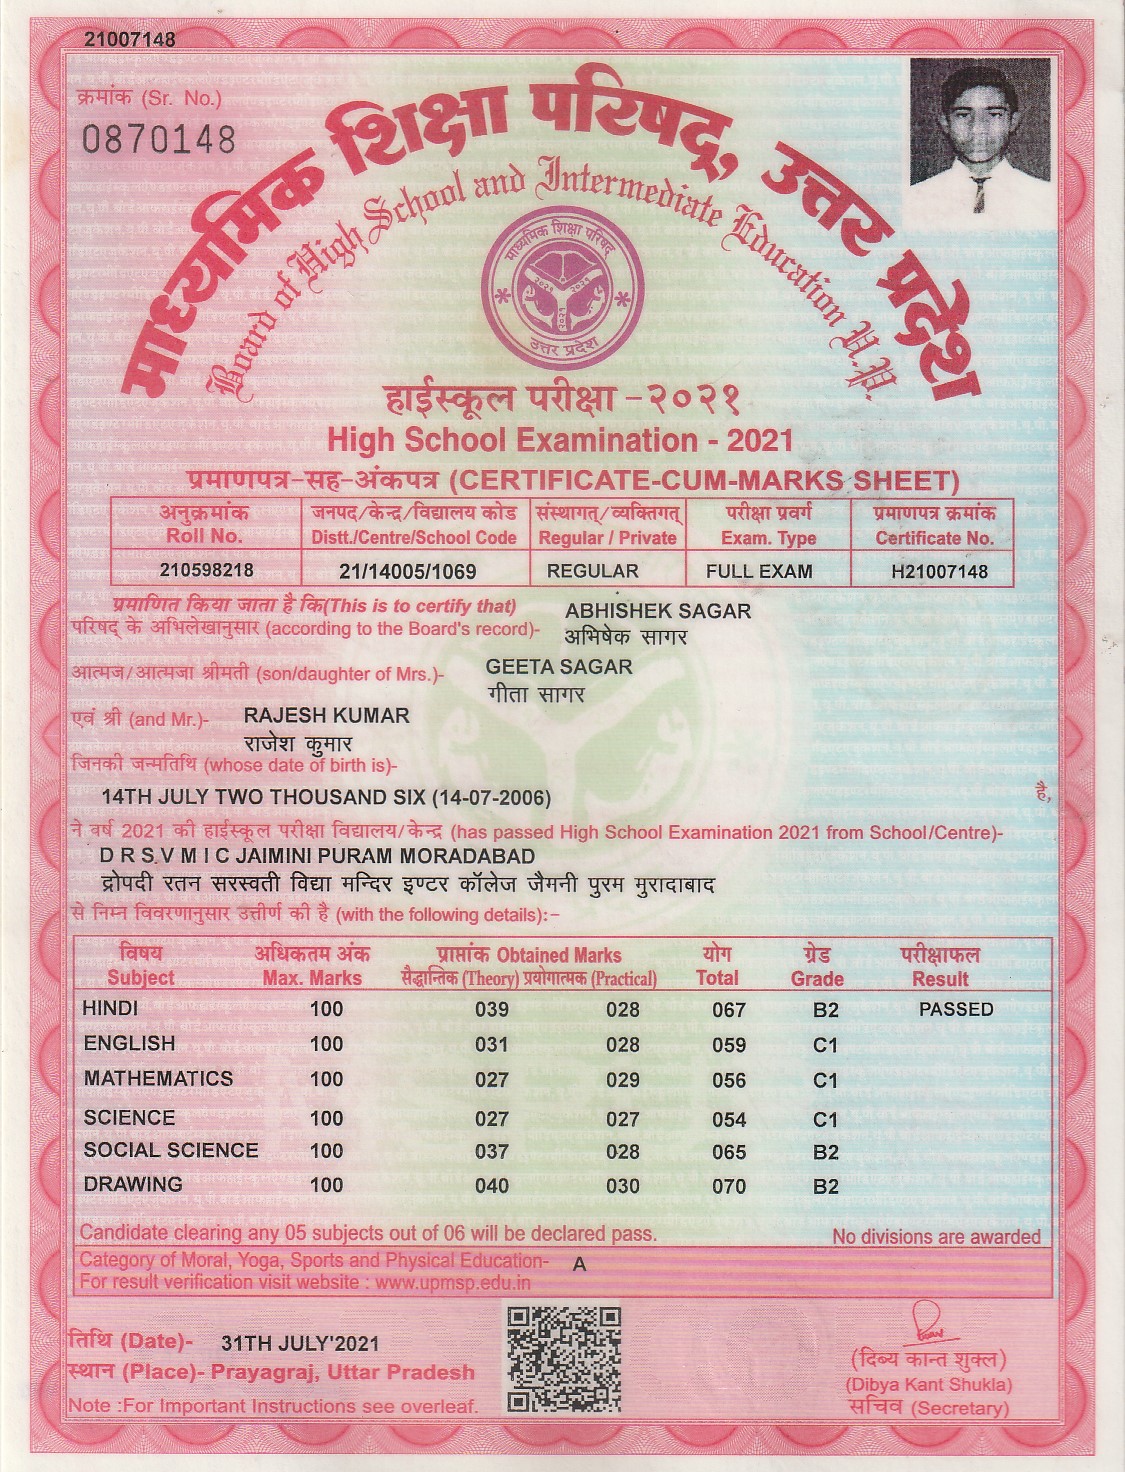 21007148
क्रमांक (Sr. No.)
0870148
माध्यमिक शिक्षा परिषद्, उत्तर प्रदेश
Board of High School and Intermediate Education U.P.
माध्यमिक शिक्षा परिषद
उत्तर प्रदेश
हाईस्कूल परीक्षा – २०२१
High School Examination - 2021
प्रमाणपत्र-सह-अंकपत्र (CERTIFICATE-CUM-MARKS SHEET)
अनुक्रमांक जनपद/केन्द्र/विद्यालय कोड संस्थागत्/व्यक्तिगत् परीक्षा प्रवर्ग प्रमाणपत्र क्रमांक
Roll No. Distt./Centre/School Code Regular / Private Exam. Type Certificate No.
210598218 21/14005/1069 REGULAR FULL EXAM H21007148
प्रमाणित किया जाता है कि(This is to certify that) ABHISHEK SAGAR
परिषद् के अभिलेखानुसार (according to the Board's record)- अभिषेक सागर
आत्मज/आत्मजा श्रीमती (son/daughter of Mrs.)- GEETA SAGAR
गीता सागर
एवं श्री (and Mr.)- RAJESH KUMAR
राजेश कुमार
जिनकी जन्मतिथि (whose date of birth is)-
14TH JULY TWO THOUSAND SIX (14-07-2006) है,
ने वर्ष 2021 की हाईस्कूल परीक्षा विद्यालय/केन्द्र (has passed High School Examination 2021 from School/Centre)-
D R S V M I C JAIMINI PURAM MORADABAD
द्रोपदी रतन सरस्वती विद्या मन्दिर इण्टर कॉलेज जैमनी पुरम मुरादाबाद
से निम्न विवरणानुसार उत्तीर्ण की है (with the following details):–
विषय अधिकतम अंक प्राप्तांक Obtained Marks योग ग्रेड परीक्षाफल
Subject Max. Marks सैद्धान्तिक (Theory) प्रयोगात्मक (Practical) Total Grade Result
HINDI 100 039 028 067 B2 PASSED
ENGLISH 100 031 028 059 C1
MATHEMATICS 100 027 029 056 C1
SCIENCE 100 027 027 054 C1
SOCIAL SCIENCE 100 037 028 065 B2
DRAWING 100 040 030 070 B2
Candidate clearing any 05 subjects out of 06 will be declared pass. No divisions are awarded
Category of Moral, Yoga, Sports and Physical Education- A
For result verification visit website : www.upmsp.edu.in
तिथि (Date)- 31TH JULY'2021
स्थान (Place)- Prayagraj, Uttar Pradesh
Note :For Important Instructions see overleaf.
(दिब्य कान्त शुक्ल)
(Dibya Kant Shukla)
सचिव (Secretary)